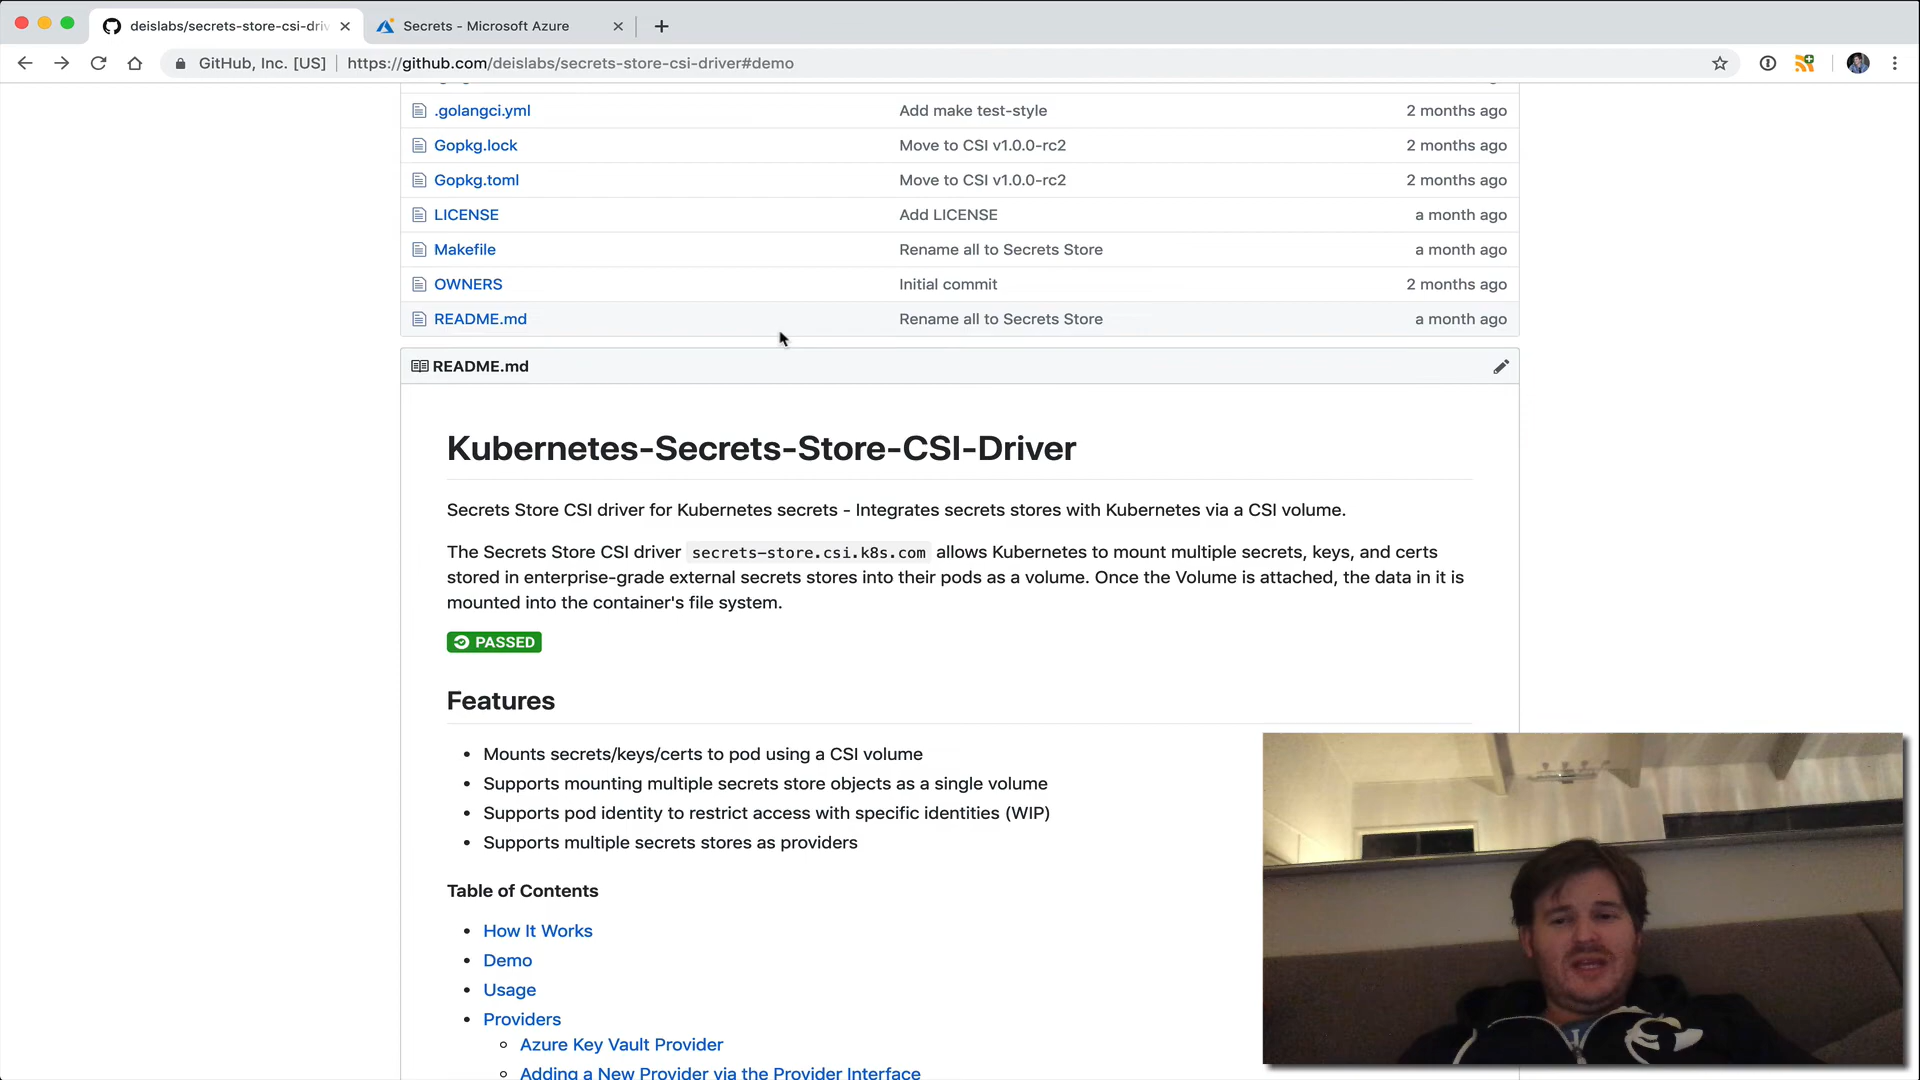 deislabs/secrets-store-csi-driv
Secrets - Microsoft Azure
GitHub, Inc. [US] https://github.com/deislabs/secrets-store-csi-driver#demo
.golangci.yml Add make test-style 2 months ago
Gopkg.lock Move to CSI v1.0.0-rc2 2 months ago
Gopkg.toml Move to CSI v1.0.0-rc2 2 months ago
LICENSE Add LICENSE a month ago
Makefile Rename all to Secrets Store a month ago
OWNERS Initial commit 2 months ago
README.md Rename all to Secrets Store a month ago
README.md
Kubernetes-Secrets-Store-CSI-Driver
Secrets Store CSI driver for Kubernetes secrets - Integrates secrets stores with Kubernetes via a CSI volume.
The Secrets Store CSI driver secrets-store.csi.k8s.com allows Kubernetes to mount multiple secrets, keys, and certs
stored in enterprise-grade external secrets stores into their pods as a volume. Once the Volume is attached, the data in it is
mounted into the container's file system.
PASSED
Features
• Mounts secrets/keys/certs to pod using a CSI volume
• Supports mounting multiple secrets store objects as a single volume
• Supports pod identity to restrict access with specific identities (WIP)
• Supports multiple secrets stores as providers
Table of Contents
• How It Works
• Demo
• Usage
• Providers
Azure Key Vault Provider
Adding a New Provider via the Provider Interface